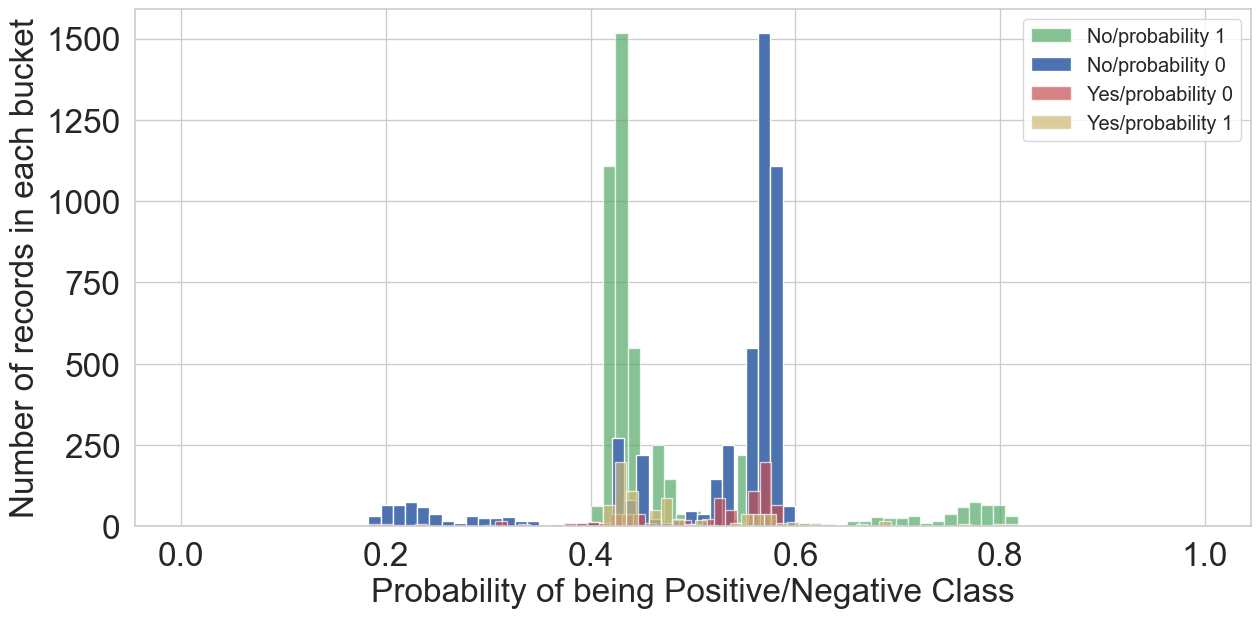 Number of records in each bucket
1500
1250
1000
750
500
250
0
0.0 0.2 0.4 0.6 0.8 1.0
Probability of being Positive/Negative Class
No/probability 1
No/probability 0
Yes/probability 0
Yes/probability 1